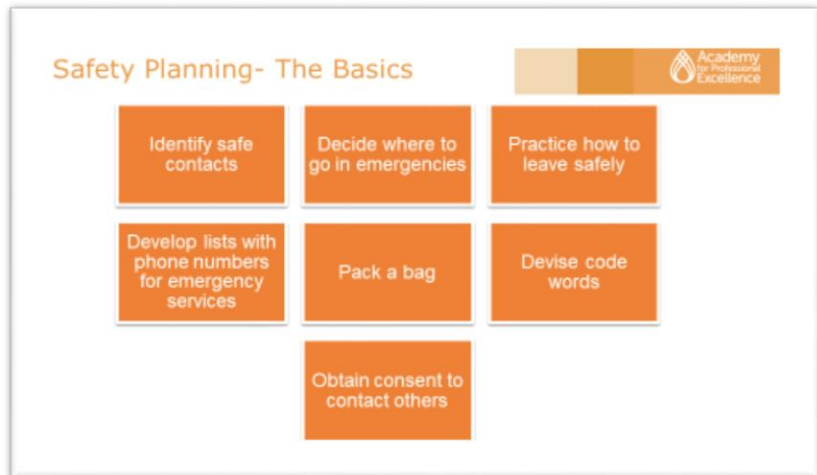 Safety Planning- The Basics
Academy
for Professional
Excellence
Identify safe
contacts
Decide where to
go in emergencies
Practice how to
leave safely
Develop lists with
phone numbers
for emergency
services
Pack a bag
Devise code
words
Obtain consent to
contact others